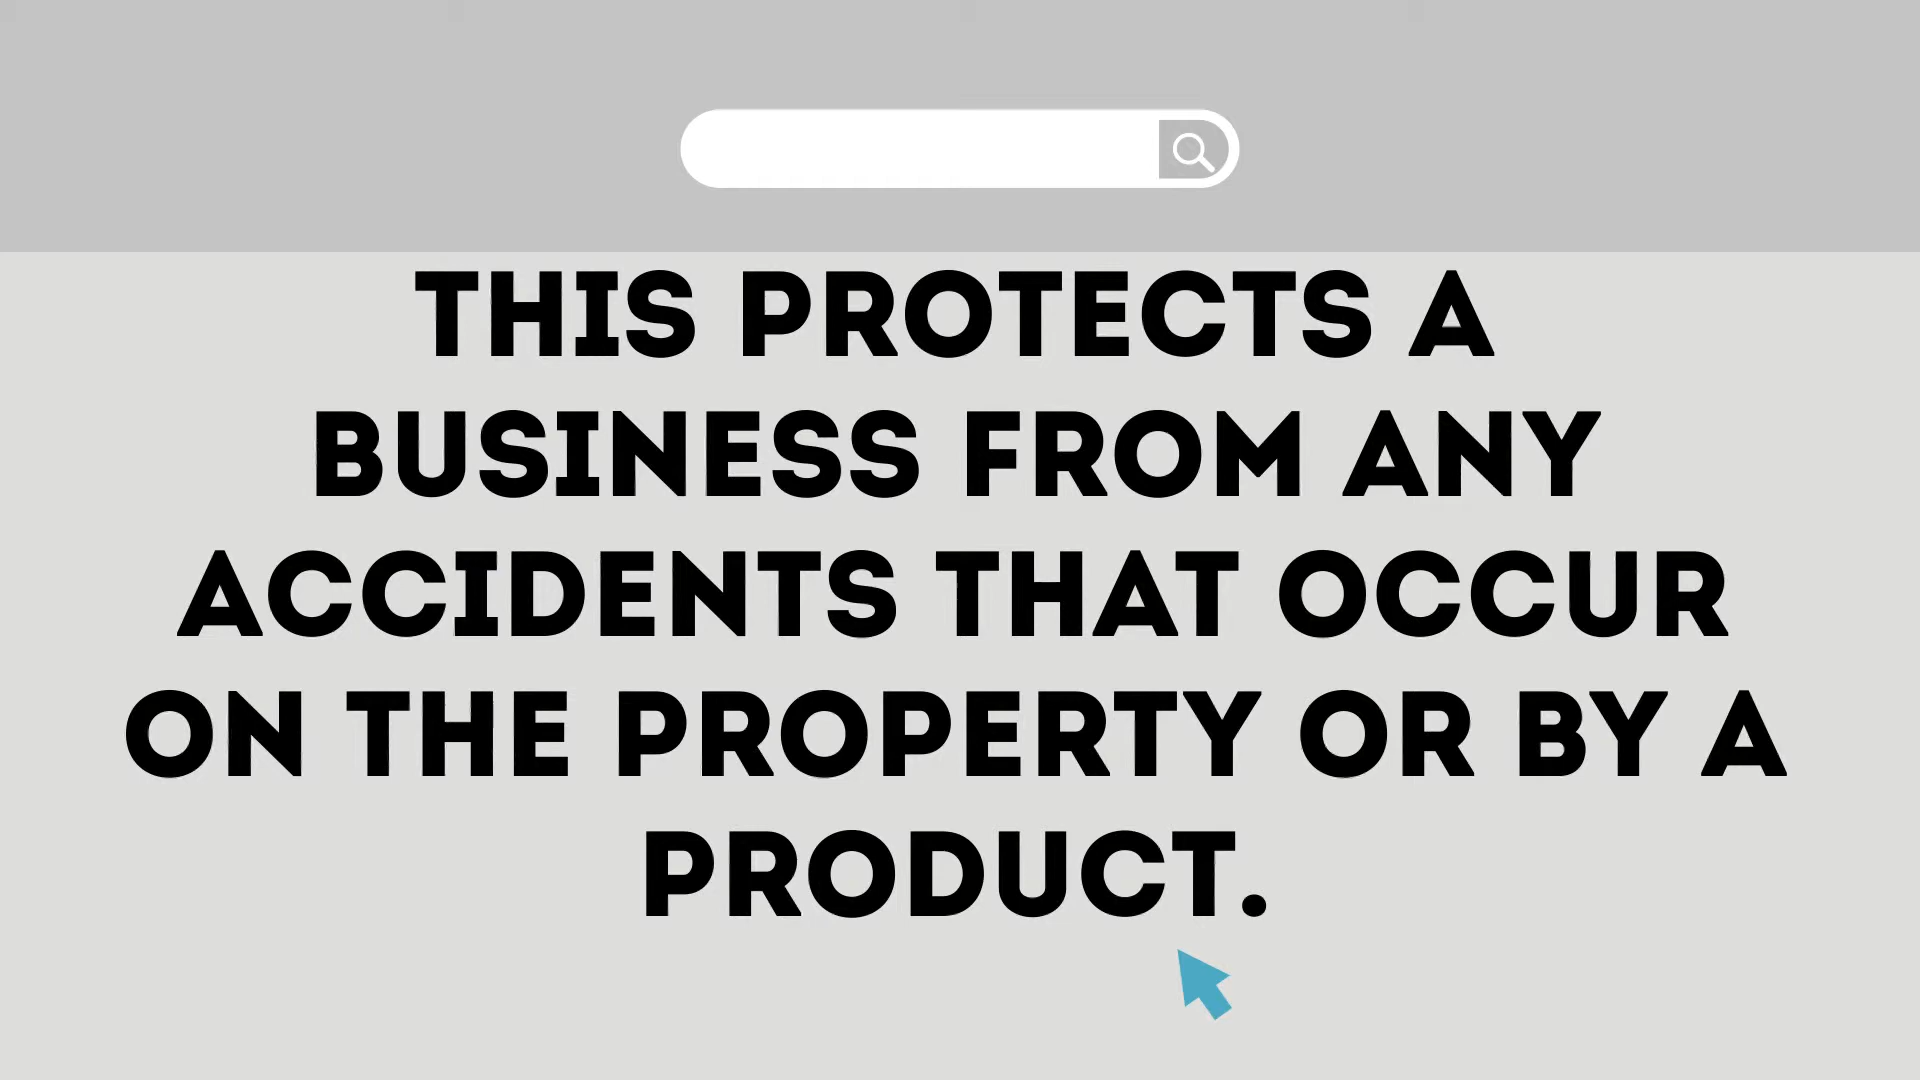 THIS PROTECTS A
BUSINESS FROM ANY
ACCIDENTS THAT OCCUR
ON THE PROPERTY OR BY A
PRODUCT.